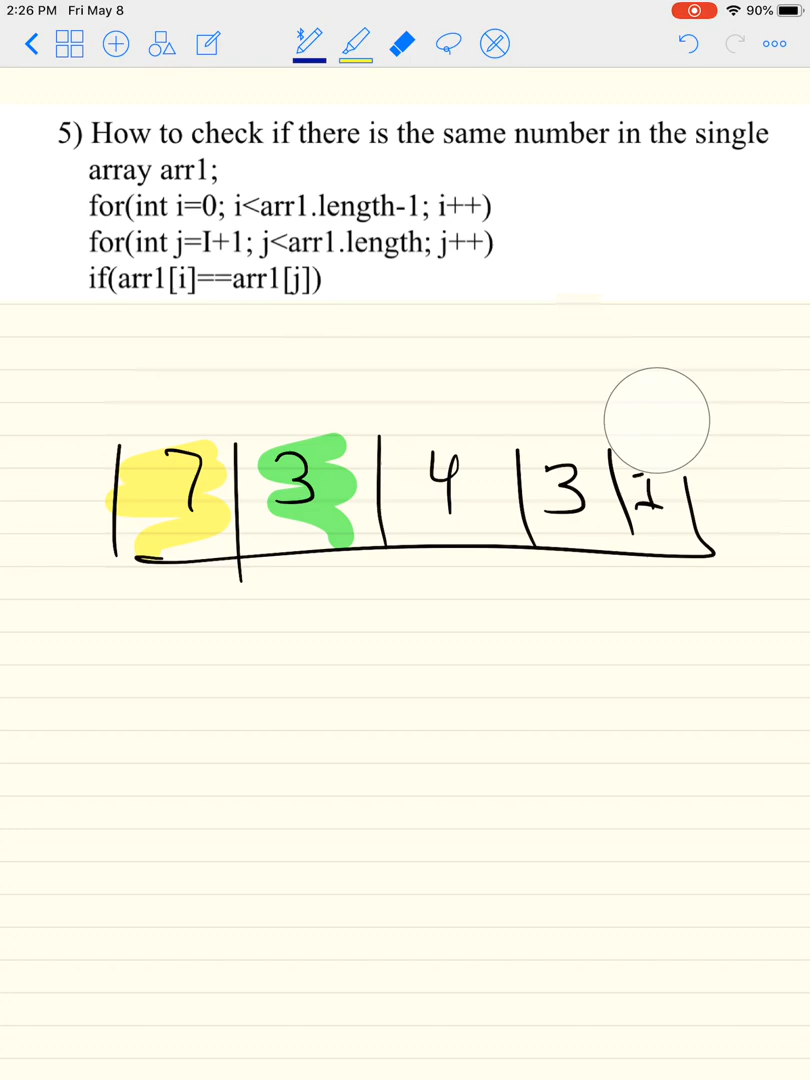 2:26 PM Fri May 8 90%
5) How to check if there is the same number in the single
array arr1;
for(int i=0; i<arr1.length-1; i++)
for(int j=I+1; j<arr1.length; j++)
if(arr1[i]==arr1[j])
7 3 4 3